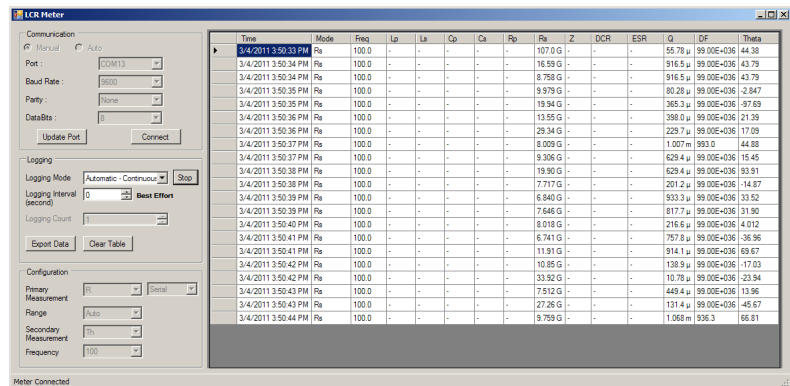 LCR Meter
Communication
Manual Auto
Port : COM13
Baud Rate : 9600
Parity : None
DataBits : 8
Update Port Connect
Logging
Logging Mode Automatic - Continuous Stop
Logging Interval (second) 0 Best Effort
Logging Count 1
Export Data Clear Table
Configuration
Primary Measurement R Serial
Range Auto
Secondary Measurement Th
Frequency 100
Time Mode Freq Lp Ls Cp Cs Rp Rs Z DCR ESR Q DF Theta
3/4/2011 3:50:33 PM Rs 100.0 - - - - - 107.0 G - - - 55.78 µ 99.00E+036 44.38
3/4/2011 3:50:34 PM Rs 100.0 - - - - - 16.59 G - - - 916.5 µ 99.00E+036 43.79
3/4/2011 3:50:34 PM Rs 100.0 - - - - - 8.758 G - - - 916.5 µ 99.00E+036 43.79
3/4/2011 3:50:35 PM Rs 100.0 - - - - - 9.979 G - - - 80.28 µ 99.00E+036 -2.847
3/4/2011 3:50:35 PM Rs 100.0 - - - - - 19.94 G - - - 365.3 µ 99.00E+036 -97.69
3/4/2011 3:50:36 PM Rs 100.0 - - - - - 13.55 G - - - 398.0 µ 99.00E+036 21.39
3/4/2011 3:50:36 PM Rs 100.0 - - - - - 29.34 G - - - 229.7 µ 99.00E+036 17.09
3/4/2011 3:50:37 PM Rs 100.0 - - - - - 8.009 G - - - 1.007 m 993.0 44.88
3/4/2011 3:50:37 PM Rs 100.0 - - - - - 9.306 G - - - 629.4 µ 99.00E+036 15.45
3/4/2011 3:50:38 PM Rs 100.0 - - - - - 19.90 G - - - 629.4 µ 99.00E+036 93.91
3/4/2011 3:50:38 PM Rs 100.0 - - - - - 7.717 G - - - 201.2 µ 99.00E+036 -14.87
3/4/2011 3:50:39 PM Rs 100.0 - - - - - 6.840 G - - - 933.3 µ 99.00E+036 33.52
3/4/2011 3:50:39 PM Rs 100.0 - - - - - 7.646 G - - - 817.7 µ 99.00E+036 31.90
3/4/2011 3:50:40 PM Rs 100.0 - - - - - 8.018 G - - - 216.6 µ 99.00E+036 4.012
3/4/2011 3:50:41 PM Rs 100.0 - - - - - 6.741 G - - - 757.8 µ 99.00E+036 -36.96
3/4/2011 3:50:41 PM Rs 100.0 - - - - - 11.91 G - - - 914.1 µ 99.00E+036 69.67
3/4/2011 3:50:42 PM Rs 100.0 - - - - - 10.85 G - - - 138.9 µ 99.00E+036 -17.03
3/4/2011 3:50:42 PM Rs 100.0 - - - - - 33.92 G - - - 10.78 µ 99.00E+036 -23.94
3/4/2011 3:50:43 PM Rs 100.0 - - - - - 7.512 G - - - 449.4 µ 99.00E+036 13.96
3/4/2011 3:50:43 PM Rs 100.0 - - - - - 27.26 G - - - 131.4 µ 99.00E+036 -45.67
3/4/2011 3:50:44 PM Rs 100.0 - - - - - 9.759 G - - - 1.068 m 936.3 66.81
Meter Connected